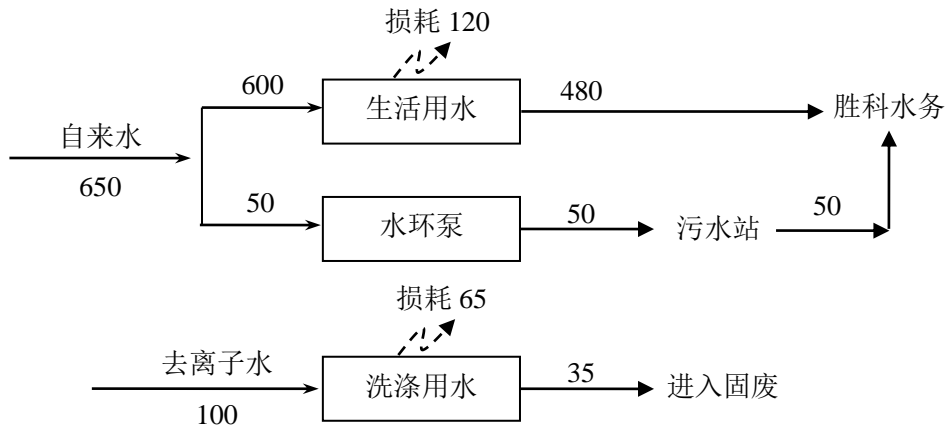 损耗 120
600
生活用水
480
胜科水务
自来水
650
50
水环泵
50
污水站
50
损耗 65
去离子水
100
洗涤用水
35
进入固废